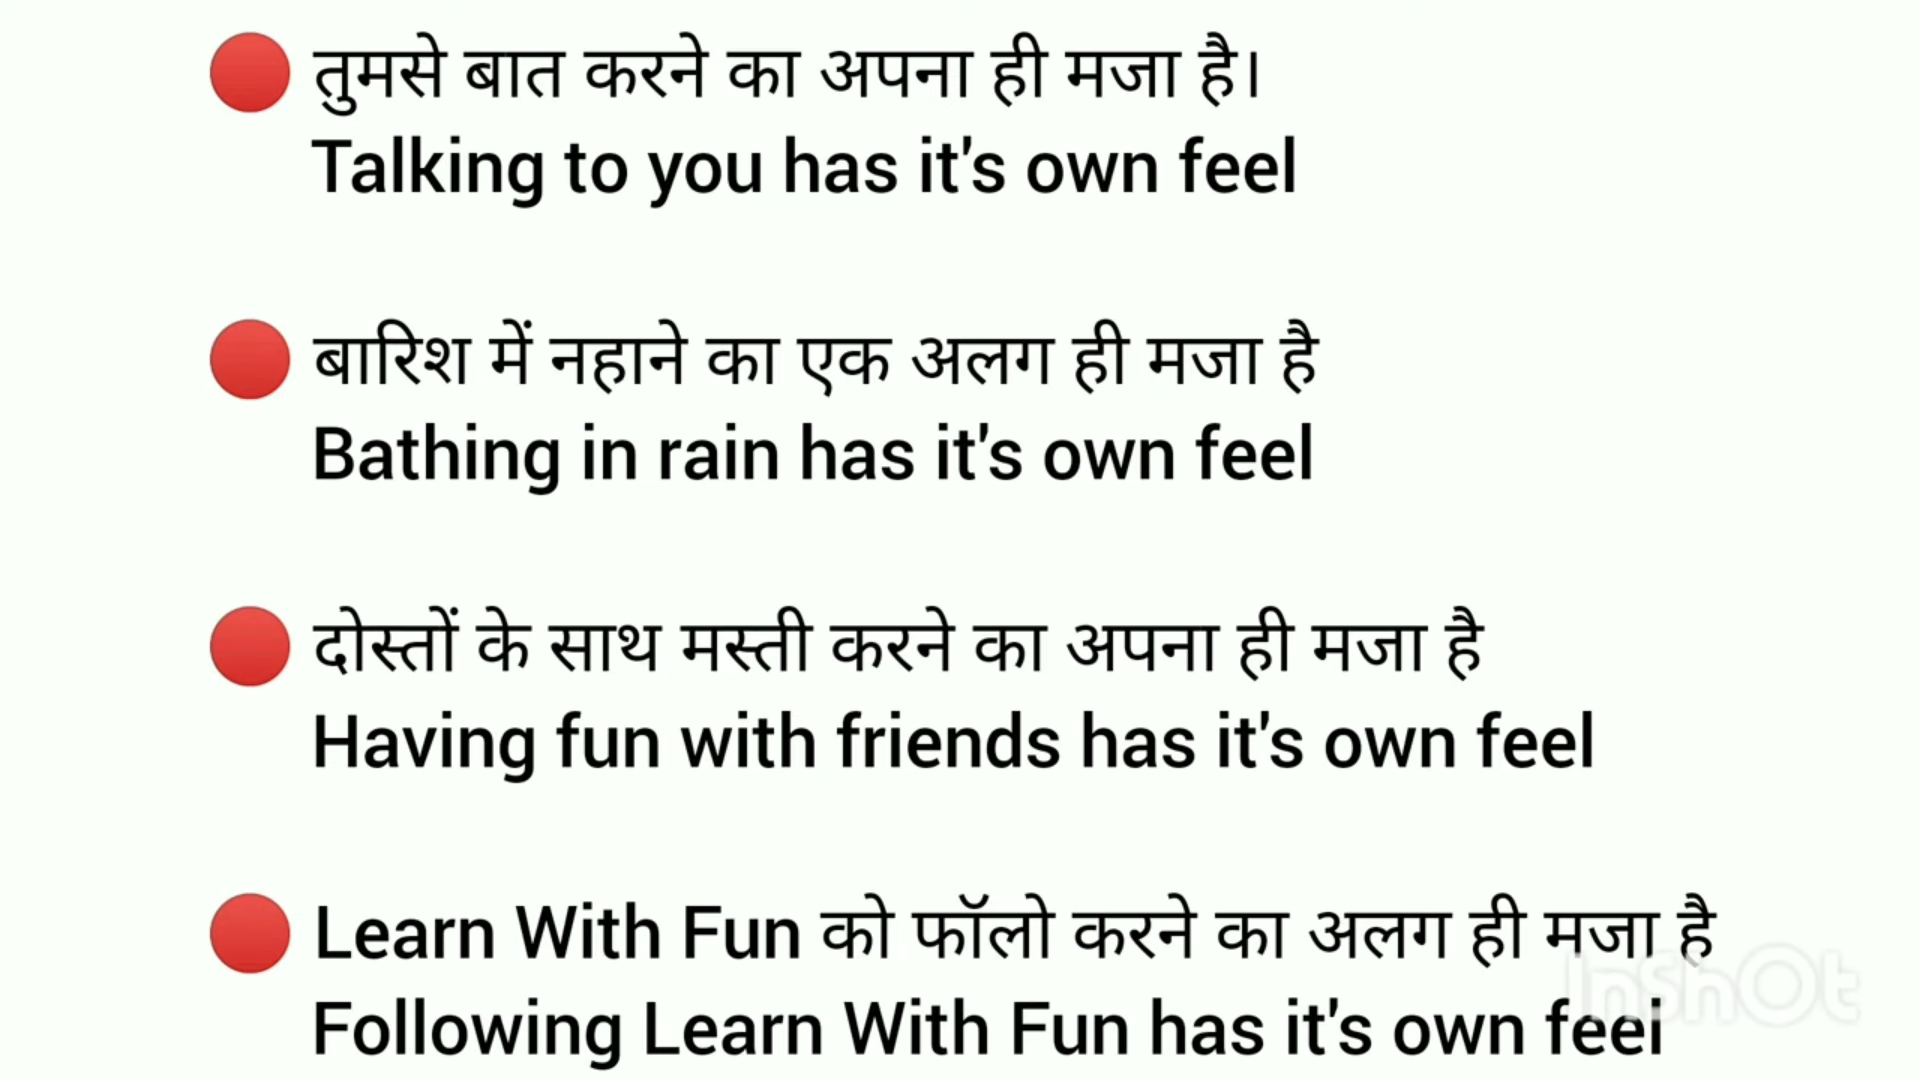 तुमसे बात करने का अपना ही मजा है।
Talking to you has it's own feel
बारिश में नहाने का एक अलग ही मजा है
Bathing in rain has it's own feel
दोस्तों के साथ मस्ती करने का अपना ही मजा है
Having fun with friends has it's own feel
Learn With Fun को फॉलो करने का अलग ही मजा है
Following Learn With Fun has it's own feel
InShOt